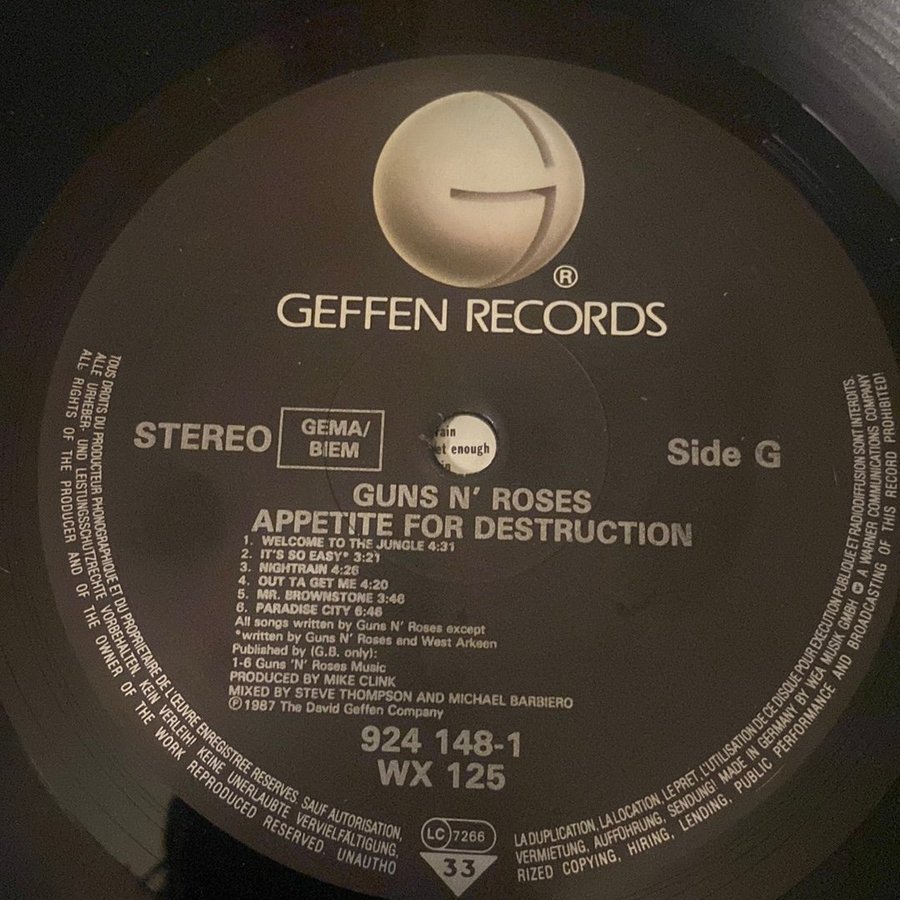 ®
GEFFEN RECORDS
STEREO
GEMA/
BIEM
rain
et enough
in
Side G
GUNS N' ROSES
APPETITE FOR DESTRUCTION
1. WELCOME TO THE JUNGLE 4:31
2. IT'S SO EASY* 3:21
3. NIGHTRAIN 4:26
4. OUT TA GET ME 4:20
5. MR. BROWNSTONE 3:46
6. PARADISE CITY 6:46
All songs written by Guns N' Roses except
*written by Guns N' Roses and West Arkeen
Published by (G.B. only):
1-6 Guns 'N' Roses Music
PRODUCED BY MIKE CLINK
MIXED BY STEVE THOMPSON AND MICHAEL BARBIERO
℗1987 The David Geffen Company
924 148-1
WX 125
LC 7266
33
TOUS DROITS DU PRODUCTEUR PHONOGRAPHIQUE ET DU PROPRIETAIRE DE L'ŒUVRE ENREGISTREE RESERVES. SAUF AUTORISATION,
LA DUPLICATION, LA LOCATION, LE PRET, L'UTILISATION DE CE DISQUE POUR EXECUTION PUBLIQUE ET RADIODIFFUSION SONT INTERDITS.
ALLE URHEBER- UND LEISTUNGSSCHUTZRECHTE VORBEHALTEN. KEIN VERLEIH! KEINE UNERLAUBTE VERVIELFÄLTIGUNG,
VERMIETUNG, AUFFÜHRUNG, SENDUNG! MADE IN GERMANY BY WEA MUSIK GMBH A WARNER COMMUNICATIONS COMPANY
ALL RIGHTS OF THE PRODUCER AND OF THE OWNER OF THE WORK REPRODUCED RESERVED. UNAUTHO
RIZED COPYING, HIRING, LENDING, PUBLIC PERFORMANCE AND BROADCASTING OF THIS RECORD PROHIBITED!